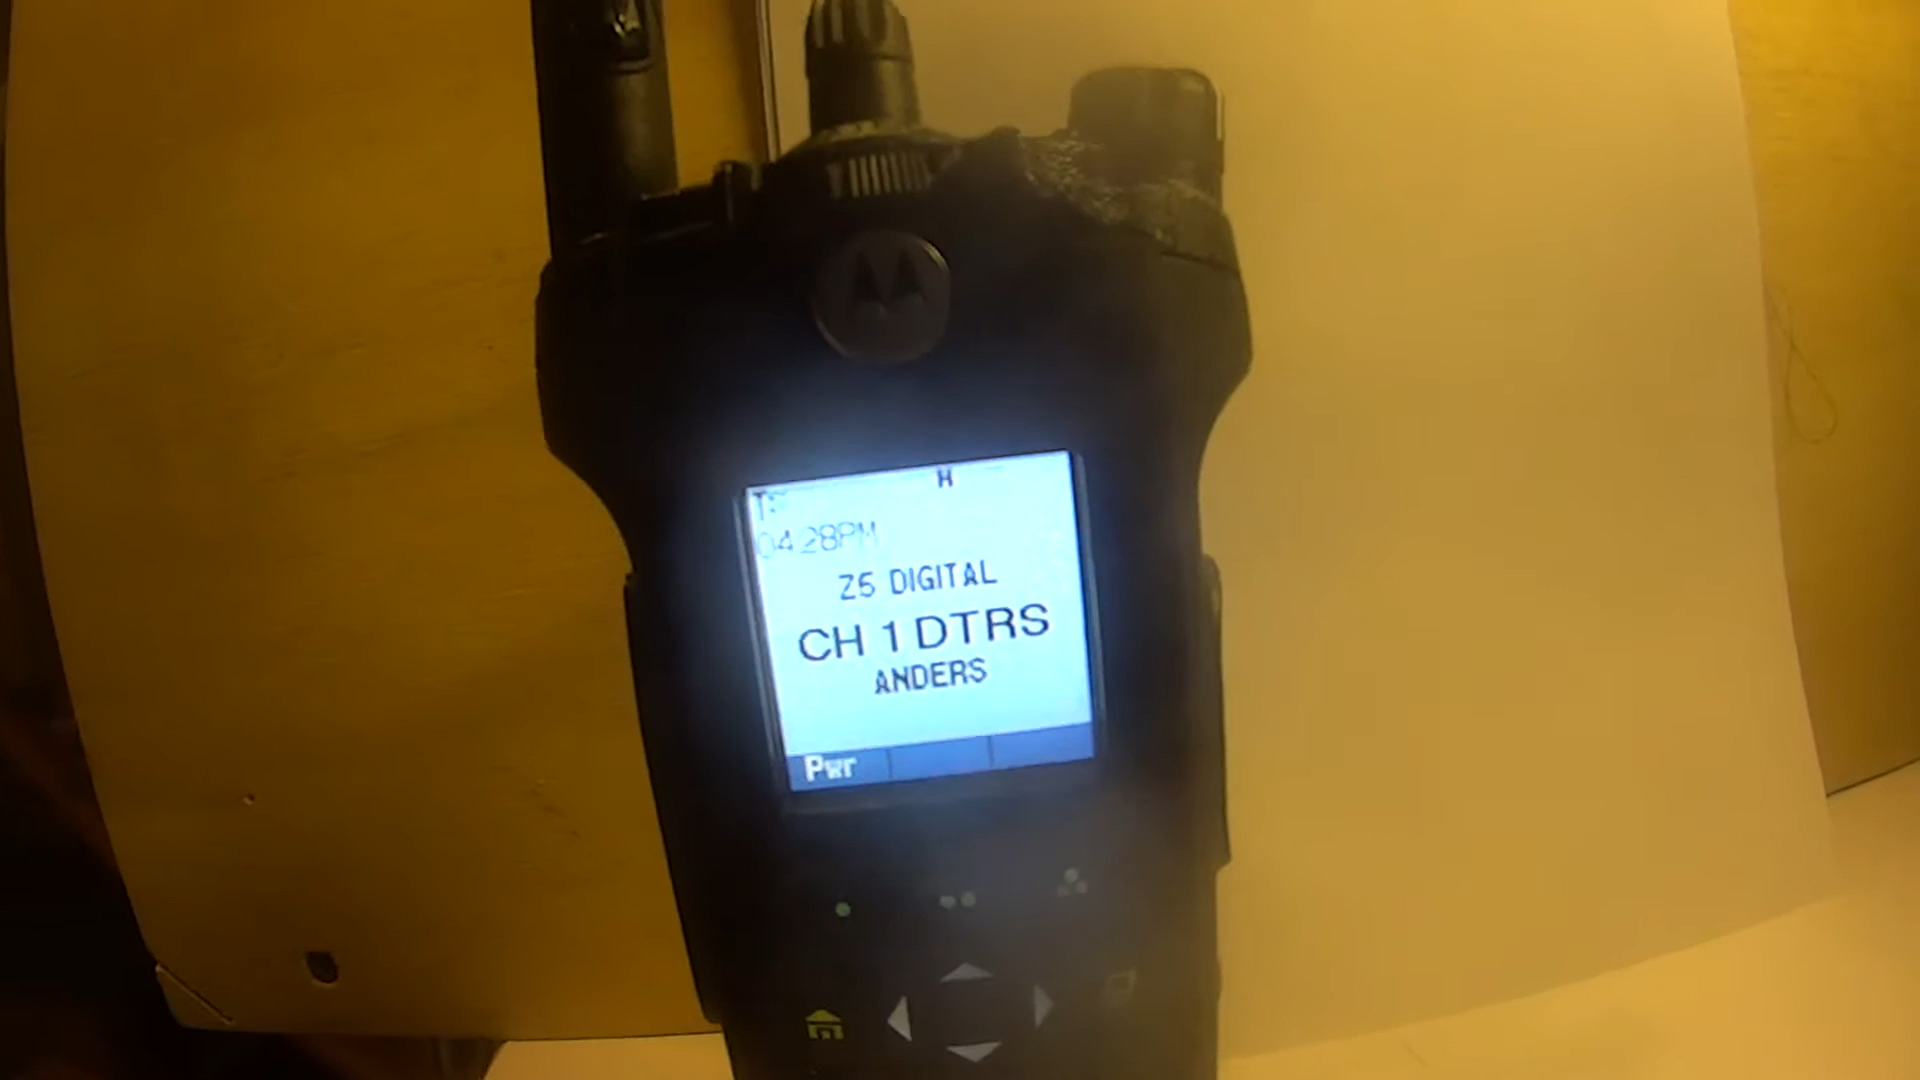 H
04:28PM
Z5 DIGITAL
CH 1 DTRS
ANDERS
Pwr